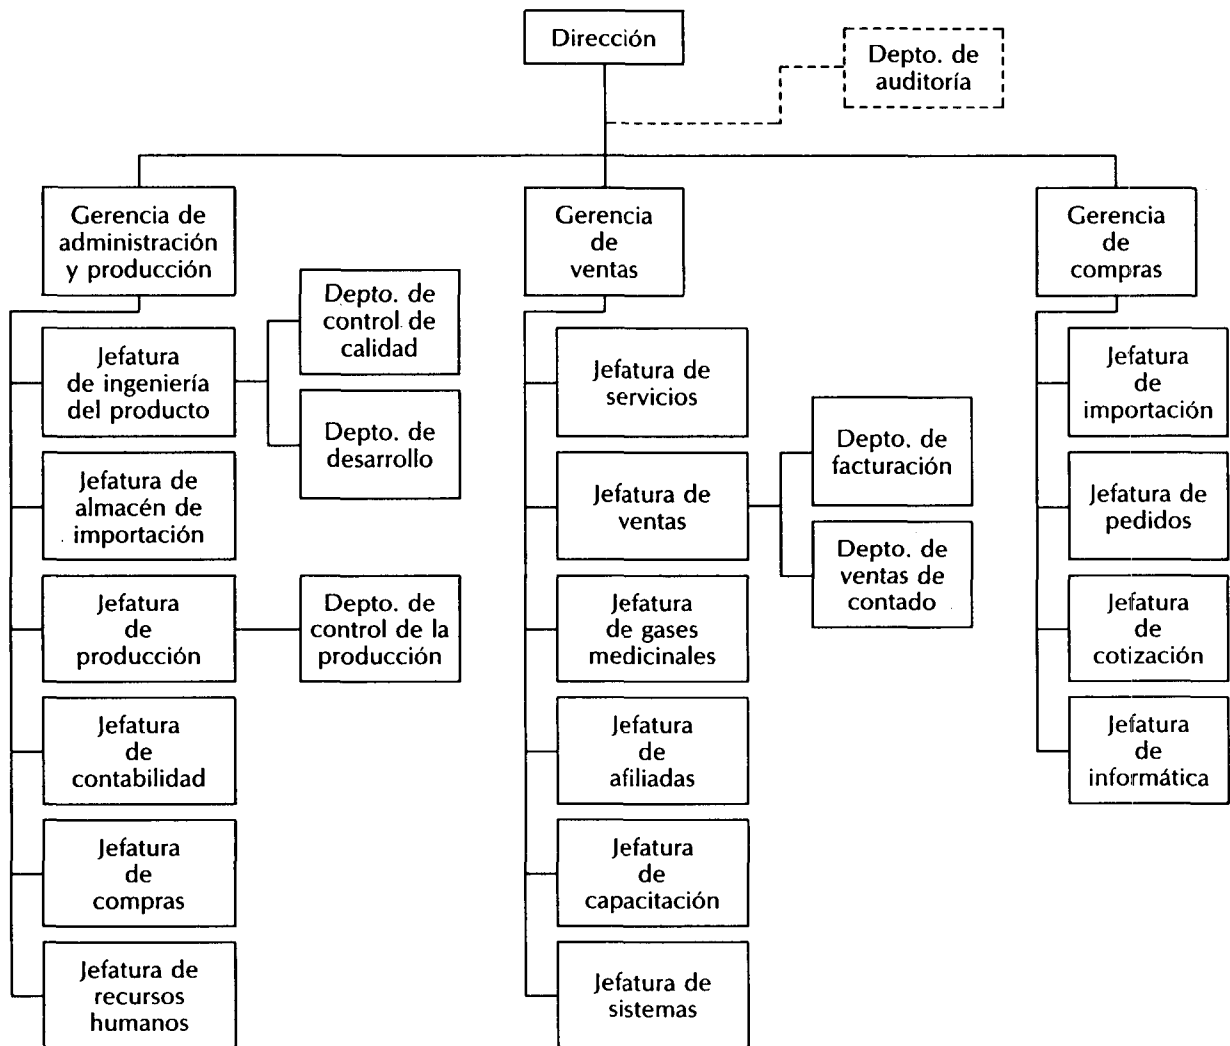 Dirección
Depto. de
auditoría
Gerencia de
administración
y producción
Gerencia
de
ventas
Gerencia
de
compras
Depto. de
control de
calidad
Jefatura
de ingeniería
del producto
Depto. de
desarrollo
Jefatura de
almacén de
importación
Jefatura
de
producción
Depto. de
control de la
producción
Jefatura
de
contabilidad
Jefatura
de
compras
Jefatura de
recursos
humanos
Jefatura de
servicios
Jefatura de
ventas
Depto. de
facturación
Depto. de
ventas de
contado
Jefatura
de gases
medicinales
Jefatura
de
afiliadas
Jefatura
de
capacitación
Jefatura de
sistemas
Jefatura
de
importación
Jefatura de
pedidos
Jefatura
de
cotización
Jefatura
de
informática